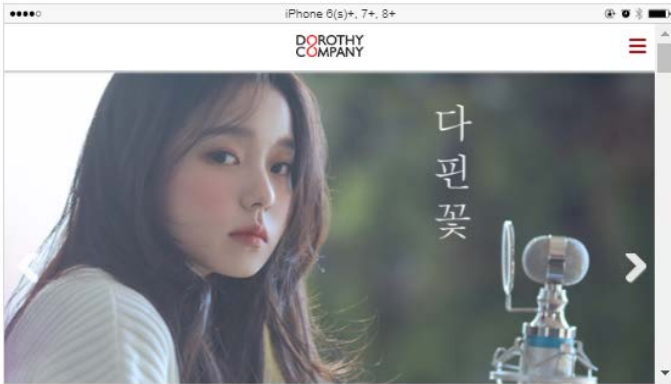 iPhone 6(s)+, 7+, 8+
DOROTHY
COMPANY
다
핀
꽃